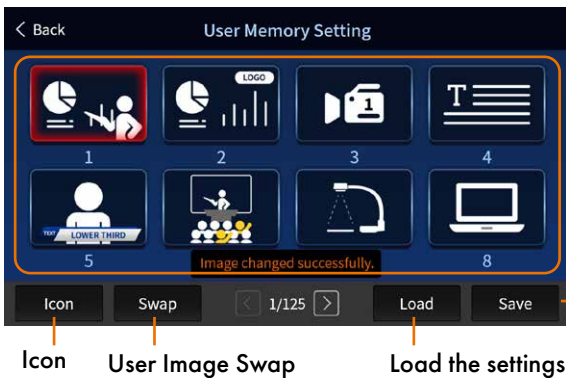 < Back
User Memory Setting
LOGO
1
T
1
2
3
4
TEXT LOWER THIRD
5
Image changed successfully.
8
Icon
Swap
< 1/125 >
Load
Save
Icon
User Image Swap
Load the settings